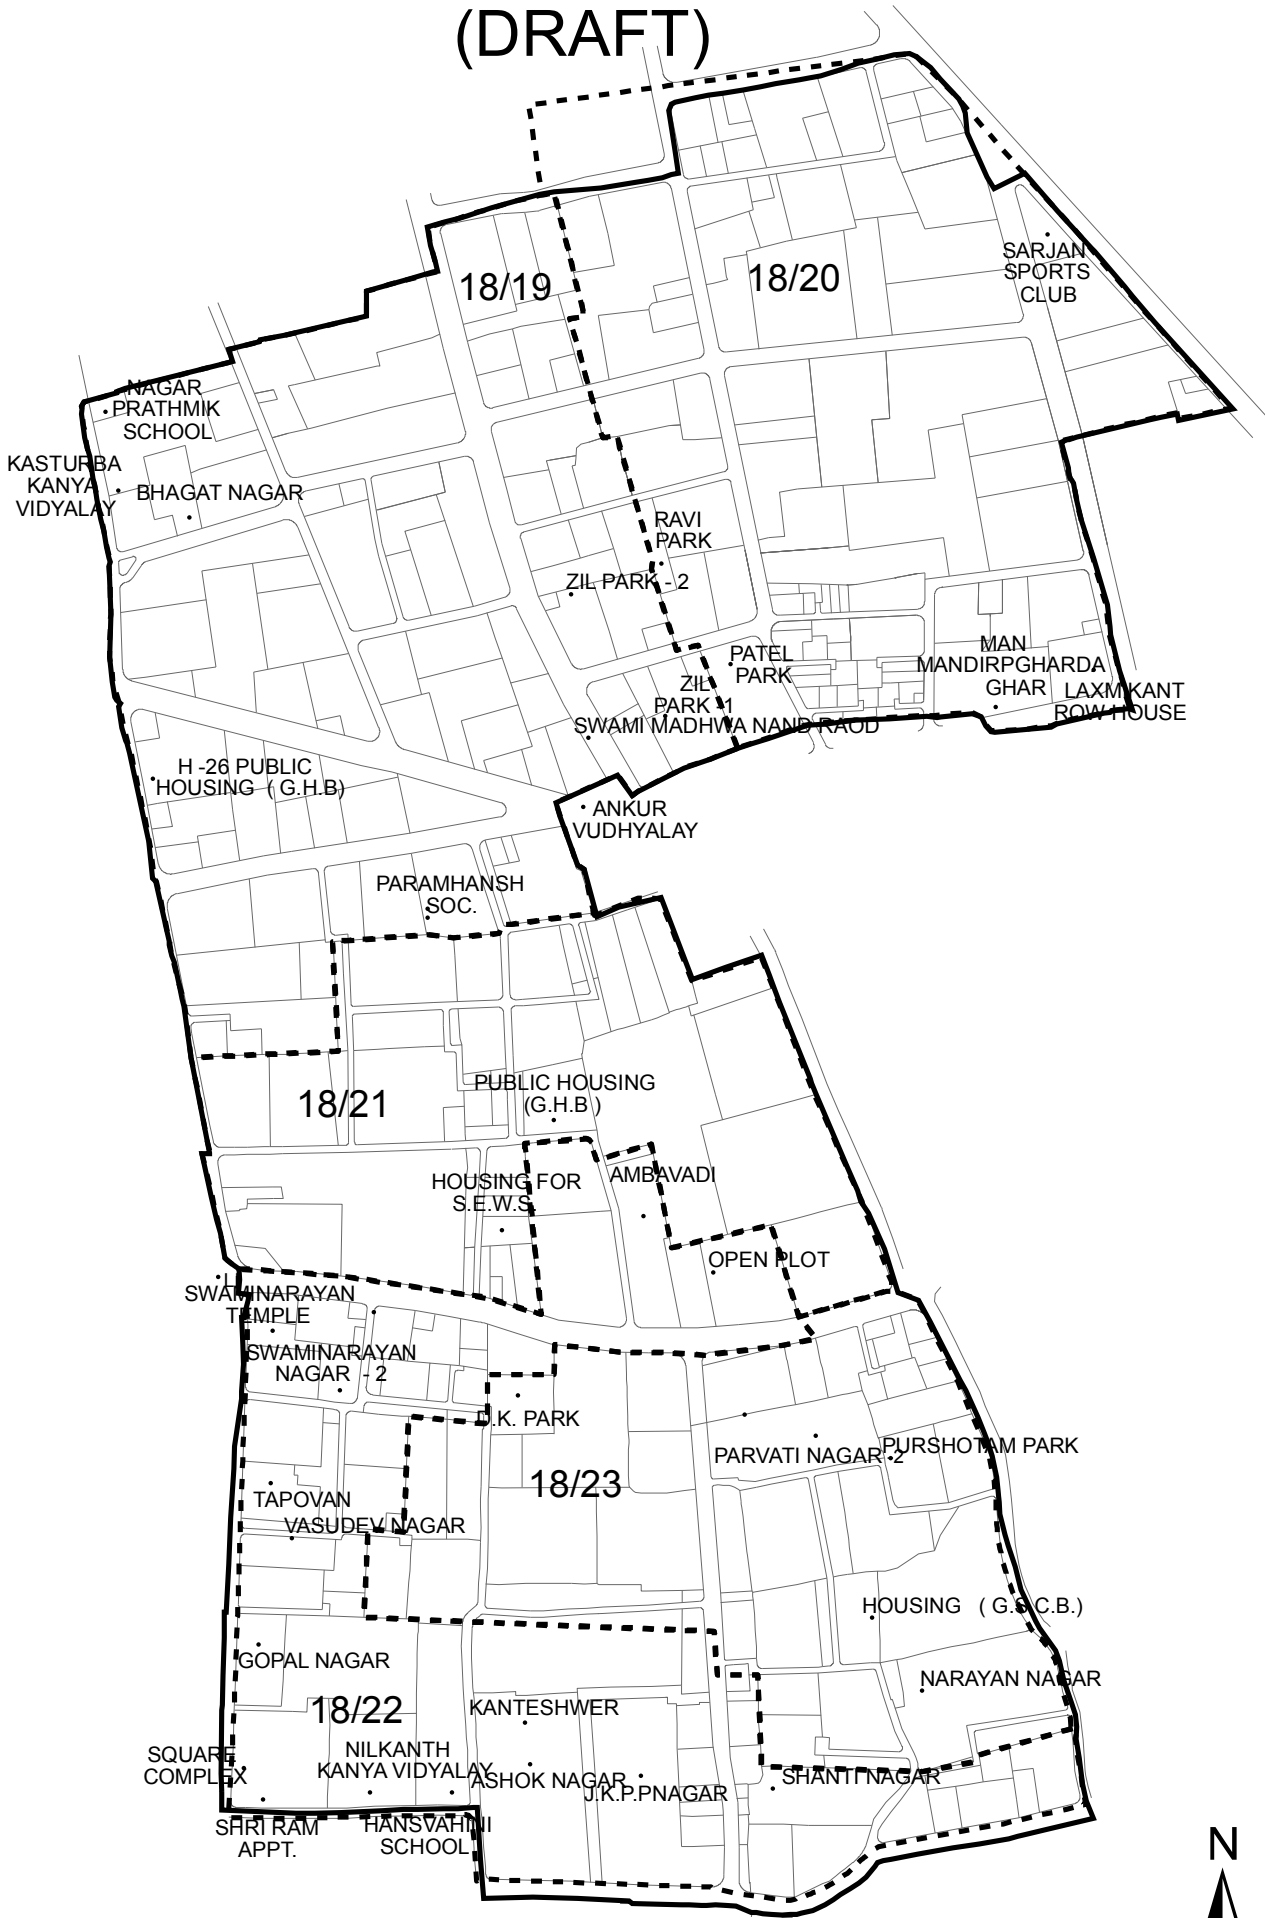 (DRAFT)
18/19
18/20
SARJAN
SPORTS
CLUB
NAGAR
PRATHMIK
SCHOOL
KASTURBA
KANYA
VIDYALAY
BHAGAT NAGAR
RAVI
PARK
ZIL PARK - 2
PATEL
PARK
MAN
MANDIRPGHARDA
GHAR
ZIL
PARK -1
LAXMIKANT
ROW HOUSE
SWAMI MADHWA NAND RAOD
H -26 PUBLIC
HOUSING ( G.H.B)
ANKUR
VUDHYALAY
PARAMHANSH
SOC.
18/21
PUBLIC HOUSING
(G.H.B )
HOUSING FOR
S.E.W.S.
AMBAVADI
OPEN PLOT
SWAMINARAYAN
TEMPLE
SWAMINARAYAN
NAGAR - 2
D.K. PARK
PARVATI NAGAR-2
PURSHOTAM PARK
18/23
TAPOVAN
VASUDEV NAGAR
HOUSING ( G.S.C.B.)
GOPAL NAGAR
NARAYAN NAGAR
18/22
KANTESHWER
SQUARE
COMPLEX
NILKANTH
KANYA VIDYALAY
ASHOK NAGAR
J.K.P.PNAGAR
SHANTI NAGAR
SHRI RAM
APPT.
HANSVAHINI
SCHOOL
N